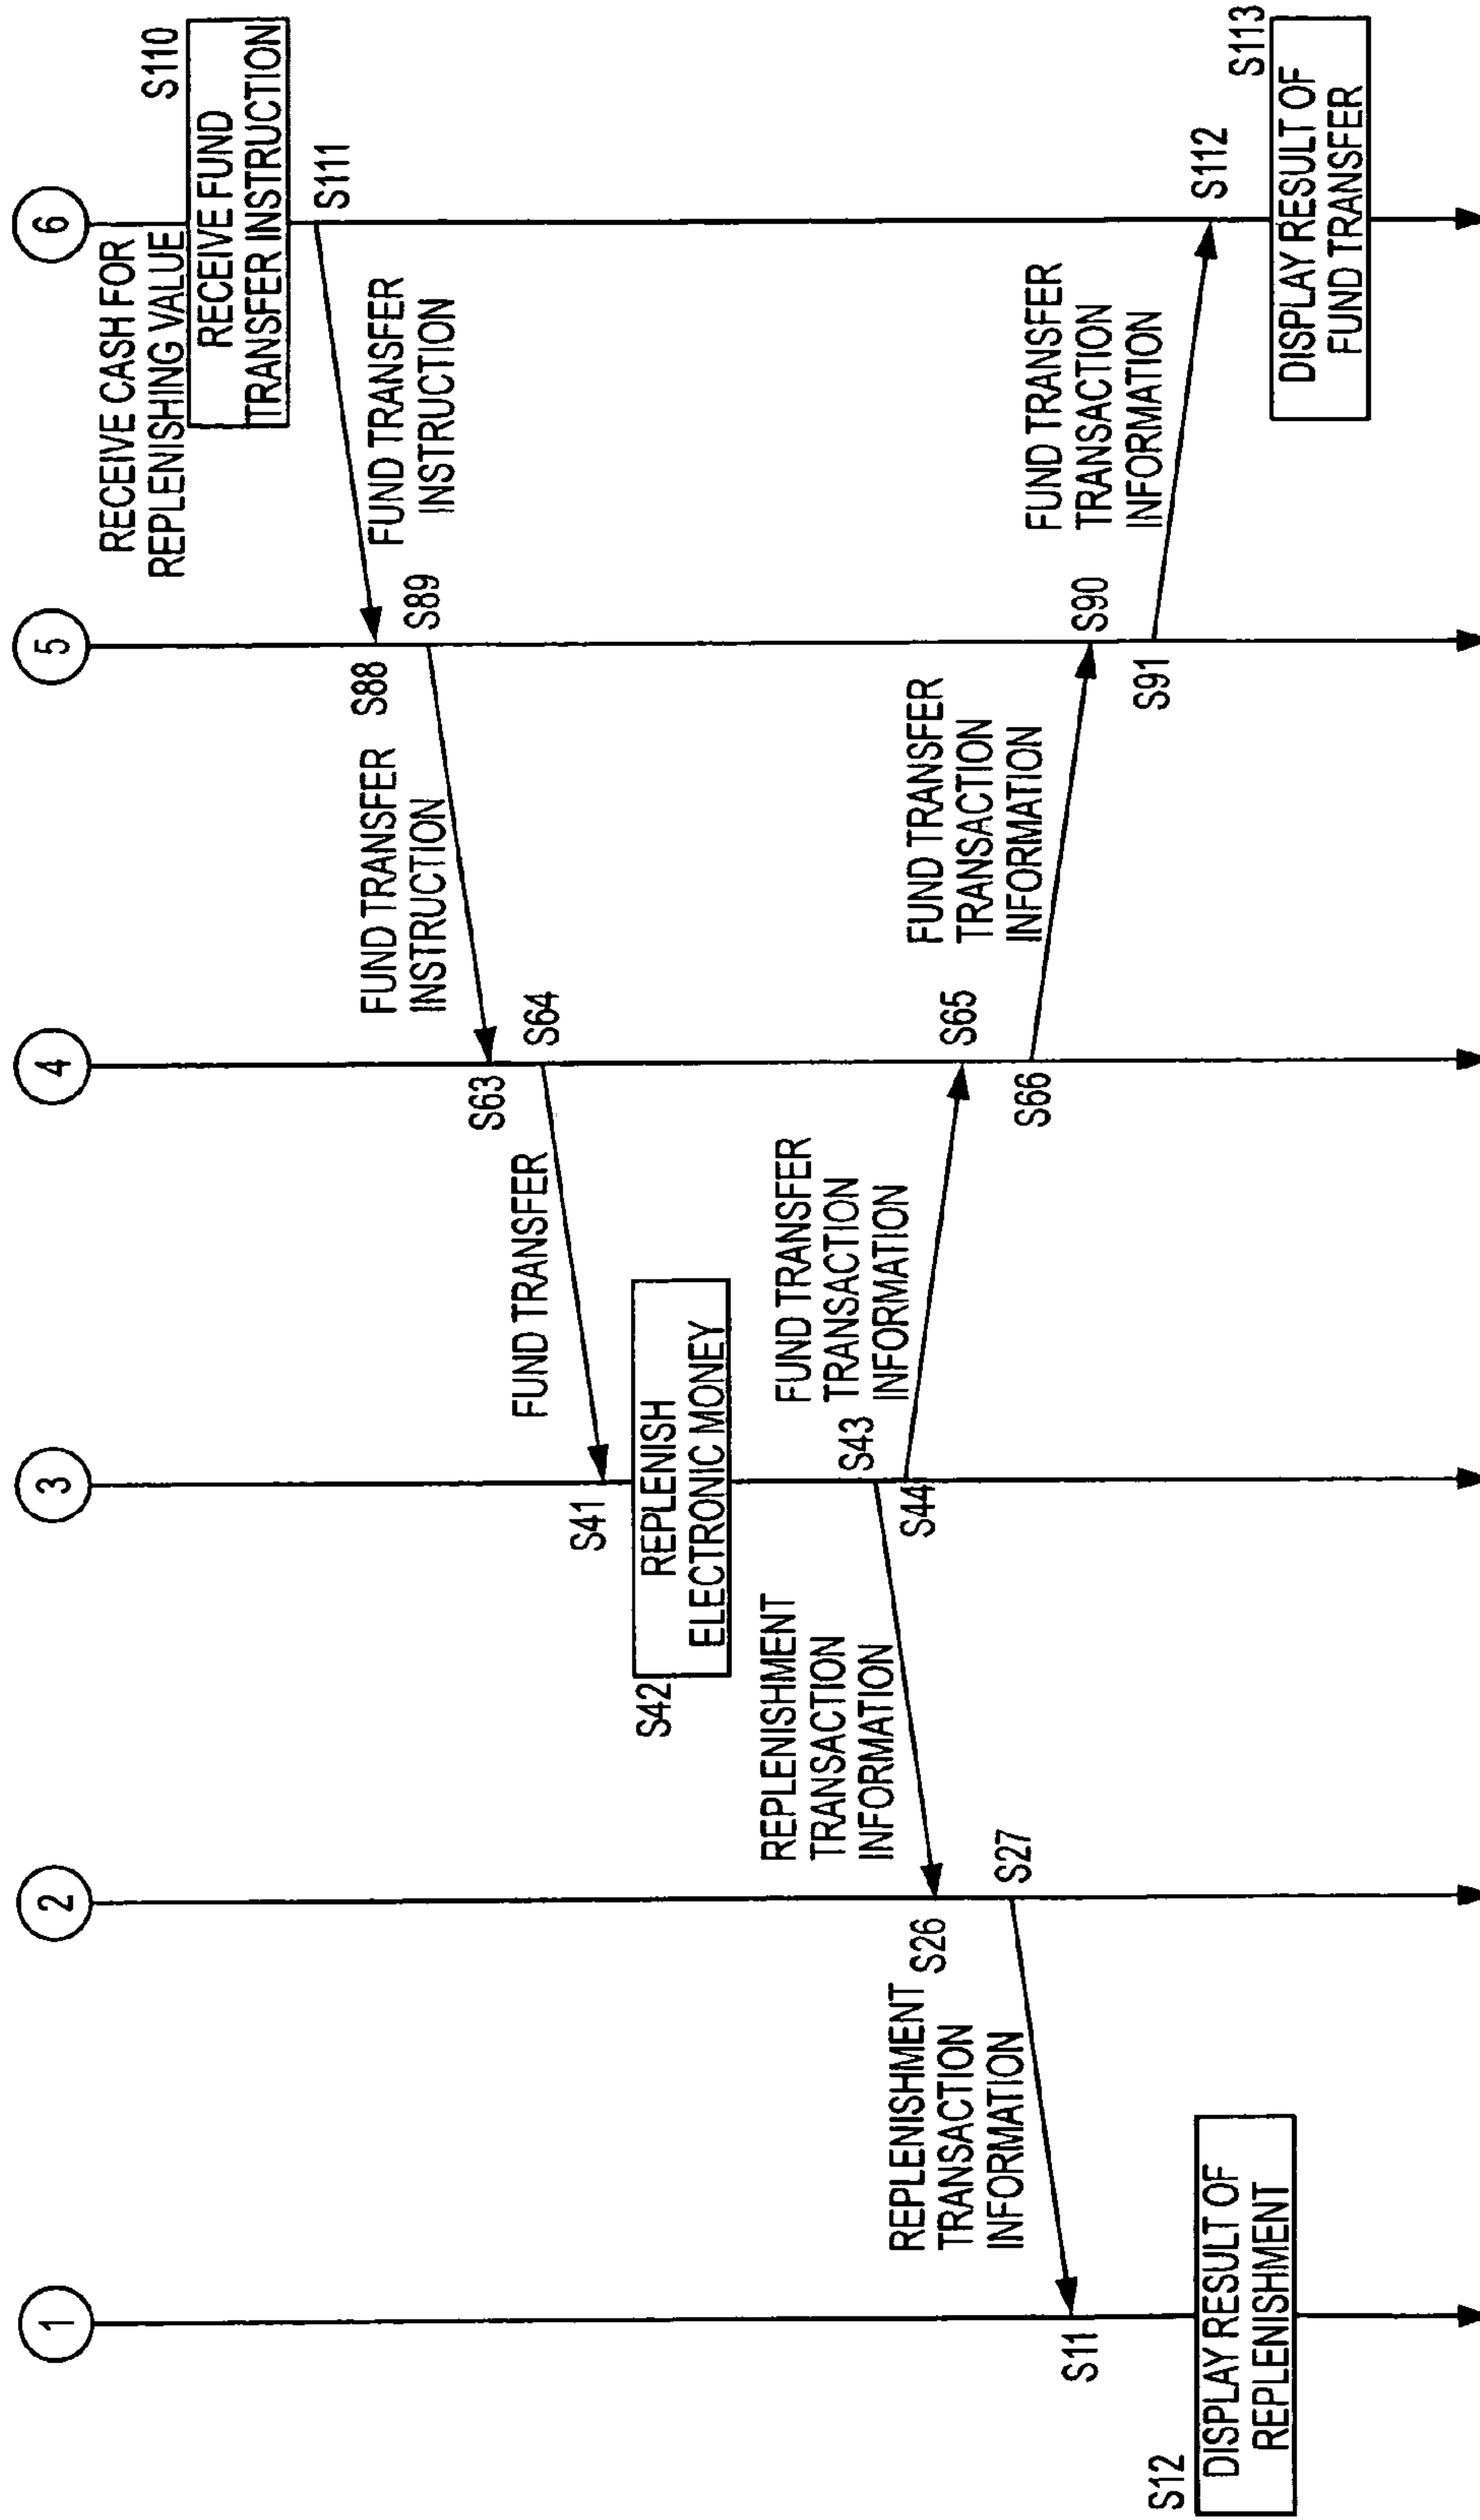 1
2
3
4
5
6
RECEIVE CASH FOR
REPLENISHING VALUE
S110
RECEIVE FUND
TRANSFER INSTRUCTION
S111
FUND TRANSFER
INSTRUCTION
S88
S89
FUND TRANSFER
INSTRUCTION
S63
S64
FUND TRANSFER
S41
S42
REPLENISH
ELECTRONIC MONEY
S43
S44
REPLENISHMENT
TRANSACTION
INFORMATION
FUND TRANSFER
TRANSACTION
INFORMATION
S26
S27
S65
S66
REPLENISHMENT
TRANSACTION
INFORMATION
FUND TRANSFER
TRANSACTION
INFORMATION
S11
S90
S91
FUND TRANSFER
TRANSACTION
INFORMATION
S112
S12
DISPLAY RESULT OF
REPLENISHMENT
S113
DISPLAY RESULT OF
FUND TRANSFER